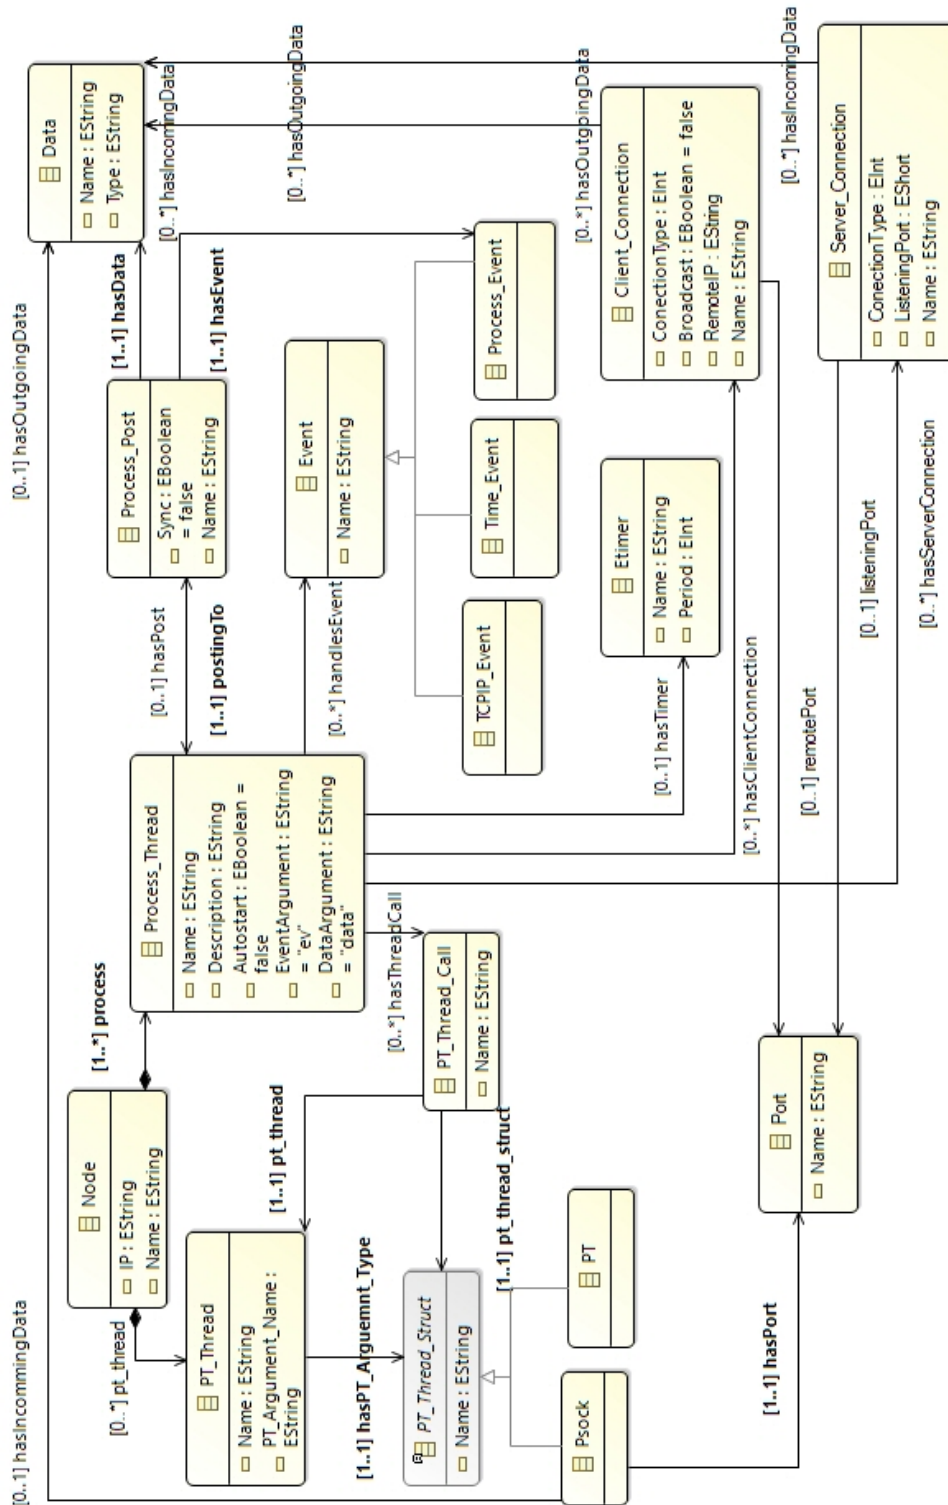 [0..1] hasIncommingData
[0..1] hasOutgoingData
Node
IP : EString
Name : EString
[0..*] pt_thread
[1..*] process
PT_Thread
Name : EString
PT_Argument_Name :
EString
[1..1] hasPT_Arguemnt_Type
[1..1] pt_thread
PT_Thread_Struct
Name : EString
[1..1] pt_thread_struct
Psock
PT
[1..1] hasPort
Port
Name : EString
Process_Thread
Name : EString
Description : EString
Autostart : EBoolean =
false
EventArgument : EString
= "ev"
DataArgument : EString
= "data"
[0..*] hasThreadCall
PT_Thread_Call
Name : EString
[0..1] hasPost
[1..1] postingTo
[0..*] handlesEvent
Process_Post
Sync : EBoolean
= false
Name : EString
[1..1] hasData
[1..1] hasEvent
Data
Name : EString
Type : EString
[0..*] hasIncomingData
[0..*] hasOutgoingData
Event
Name : EString
TCPIP_Event
Time_Event
Process_Event
Etimer
Name : EString
Period : EInt
[0..1] hasTimer
[0..*] hasClientConnection
[0..1] remotePort
Client_Connection
ConectionType : EInt
Broadcast : EBoolean = false
RemoteIP : EString
Name : EString
[0..*] hasOutgoingData
[0..*] hasIncomingData
Server_Connection
ConectionType : EInt
ListeningPort : EShort
Name : EString
[0..1] listeningPort
[0..*] hasServerConnection